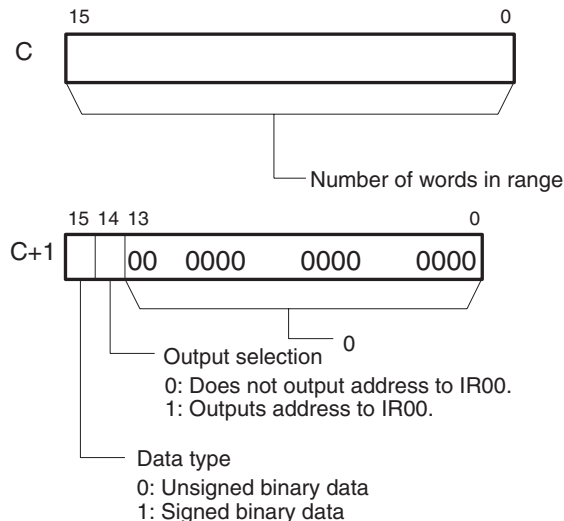 15 0
C
Number of words in range
15 14 13 0
C+1 00 0000 0000 0000
0
Output selection
0: Does not output address to IR00.
1: Outputs address to IR00.
Data type
0: Unsigned binary data
1: Signed binary data